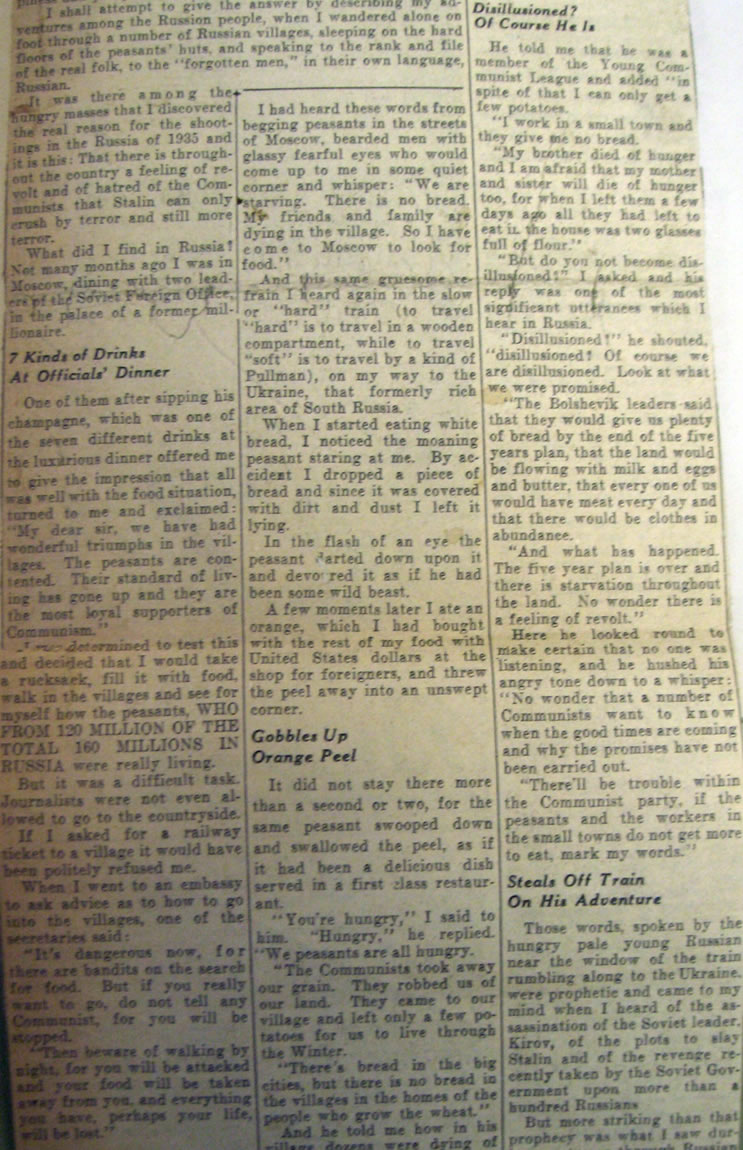 I shall attempt to give the answer by describing my ad-
ventures among the Russian people, when I wandered alone on
foot through a number of Russian villages, sleeping on the hard
floors of the peasants' huts, and speaking to the rank and file
of the real folk, to the "forgotten men," in their own language,
Russian.
It was there among the
hungry masses that I discovered
the real reason for the shoot-
ings in the Russia of 1935 and
it is this: That there is through-
out the country a feeling of re-
volt and of hatred of the Com-
munists that Stalin can only
crush by terror and still more
terror.
What did I find in Russia?
Not many months ago I was in
Moscow, dining with two lead-
ers of the Soviet Foreign Office,
in the palace of a former mil-
lionaire.
7 Kinds of Drinks
At Officials' Dinner
One of them after sipping his
champagne, which was one of
the seven different drinks at
the luxurious dinner offered me
to give the impression that all
was well with the food situation,
turned to me and exclaimed:
"My dear sir, we have had
wonderful triumphs in the vil-
lages. The peasants are con-
tented. Their standard of liv-
ing has gone up and they are
the most loyal supporters of
Communism."
I was determined to test this
and decided that I would take
a rucksack, fill it with food,
walk in the villages and see for
myself how the peasants, WHO
FROM 120 MILLION OF THE
TOTAL 160 MILLIONS IN
RUSSIA were really living.
But it was a difficult task.
Journalists were not even al-
lowed to go to the countryside.
If I asked for a railway
ticket to a village it would have
been politely refused me.
When I went to an embassy
to ask advice as to how to go
into the villages, one of the
secretaries said:
"It's dangerous now, for
there are bandits on the search
for food. But if you really
want to go, do not tell any
Communist, for you will be
stopped.
"Then beware of walking by
night, for you will be attacked
and your food will be taken
away from you, and everything
you have, perhaps your life,
will be lost."
I had heard these words from
begging peasants in the streets
of Moscow, bearded men with
glassy fearful eyes who would
come up to me in some quiet
corner and whisper: "We are
starving. There is no bread.
My friends and family are
dying in the village. So I have
come to Moscow to look for
food."
And this same gruesome re-
frain I heard again in the slow
or "hard" train (to travel
"hard" is to travel in a wooden
compartment, while to travel
"soft" is to travel by a kind of
Pullman), on my way to the
Ukraine, that formerly rich
area of South Russia.
When I started eating white
bread, I noticed the moaning
peasant staring at me. By ac-
cident I dropped a piece of
bread and since it was covered
with dirt and dust I left it
lying.
In the flash of an eye the
peasant darted down upon it
and devoured it as if he had
been some wild beast.
A few moments later I ate an
orange, which I had bought
with the rest of my food with
United States dollars at the
shop for foreigners, and threw
the peel away into an unswept
corner.
Gobbles Up
Orange Peel
It did not stay there more
than a second or two, for the
same peasant swooped down
and swallowed the peel, as if
it had been a delicious dish
served in a first class restaur-
ant.
"You're hungry," I said to
him. "Hungry," he replied.
"We peasants are all hungry.
"The Communists took away
our grain. They robbed us of
our land. They came to our
village and left only a few po-
tatoes for us to live through
the Winter.
"There's bread in the big
cities, but there is no bread in
the villages in the homes of the
people who grow the wheat."
And he told me how in his
village dozens were dying of
Disillusioned?
Of Course He Is
He told me that he was a
member of the Young Com-
munist League and added "in
spite of that I can only get a
few potatoes.
"I work in a small town and
they give me no bread.
"My brother died of hunger
and I am afraid that my mother
and sister will die of hunger
too, for when I left them a few
days ago all they had left to
eat in the house was two glasses
full of flour."
"But do you not become dis-
illusioned?" I asked and his
reply was one of the most
significant utterances which I
hear in Russia.
"Disillusioned?" he shouted,
"disillusioned! Of course we
are disillusioned. Look at what
we were promised.
"The Bolshevik leaders said
that they would give us plenty
of bread by the end of the five
years plan, that the land would
be flowing with milk and eggs
and butter, that every one of us
would have meat every day and
that there would be clothes in
abundance.
"And what has happened.
The five year plan is over and
there is starvation throughout
the land. No wonder there is
a feeling of revolt."
Here he looked round to
make certain that no one was
listening, and he hushed his
angry tone down to a whisper:
"No wonder that a number of
Communists want to know
when the good times are coming
and why the promises have not
been carried out.
"There'll be trouble within
the Communist party, if the
peasants and the workers in
the small towns do not get more
to eat, mark my words."
Steals Off Train
On His Adventure
Those words, spoken by the
hungry pale young Russian
near the window of the train
rumbling along to the Ukraine,
were prophetic and came to my
mind when I heard of the as-
sassination of the Soviet leader,
Kirov, of the plots to slay
Stalin and of the revenge re-
cently taken by the Soviet Gov-
ernment upon more than a
hundred Russians
But more striking than that
prophecy was what I saw dur-